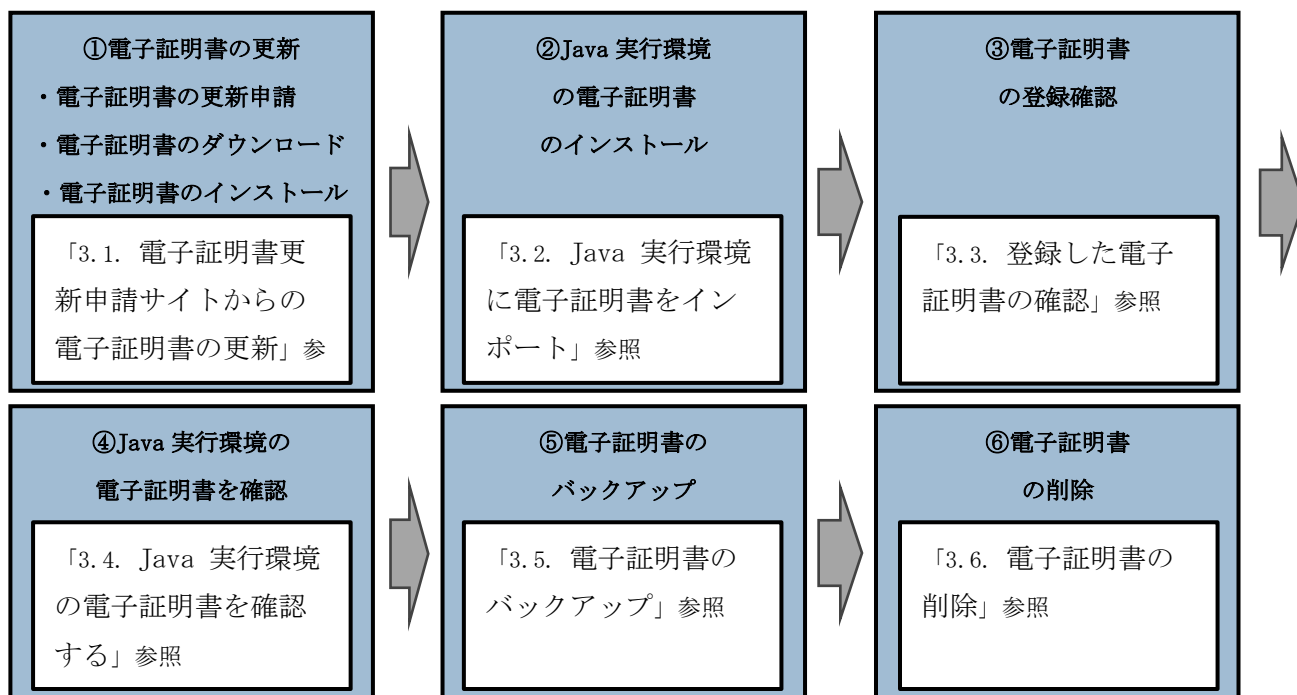 ①電子証明書の更新
・電子証明書の更新申請
・電子証明書のダウンロード
・電子証明書のインストール
「3.1. 電子証明書更
新申請サイトからの
電子証明書の更新」参
②Java 実行環境
の電子証明書
のインストール
「3.2. Java 実行環境
に電子証明書をイン
ポート」参照
③電子証明書
の登録確認
「3.3. 登録した電子
証明書の確認」参照
④Java 実行環境の
電子証明書を確認
「3.4. Java 実行環境
の電子証明書を確認
する」参照
⑤電子証明書の
バックアップ
「3.5. 電子証明書の
バックアップ」参照
⑥電子証明書
の削除
「3.6. 電子証明書の
削除」参照